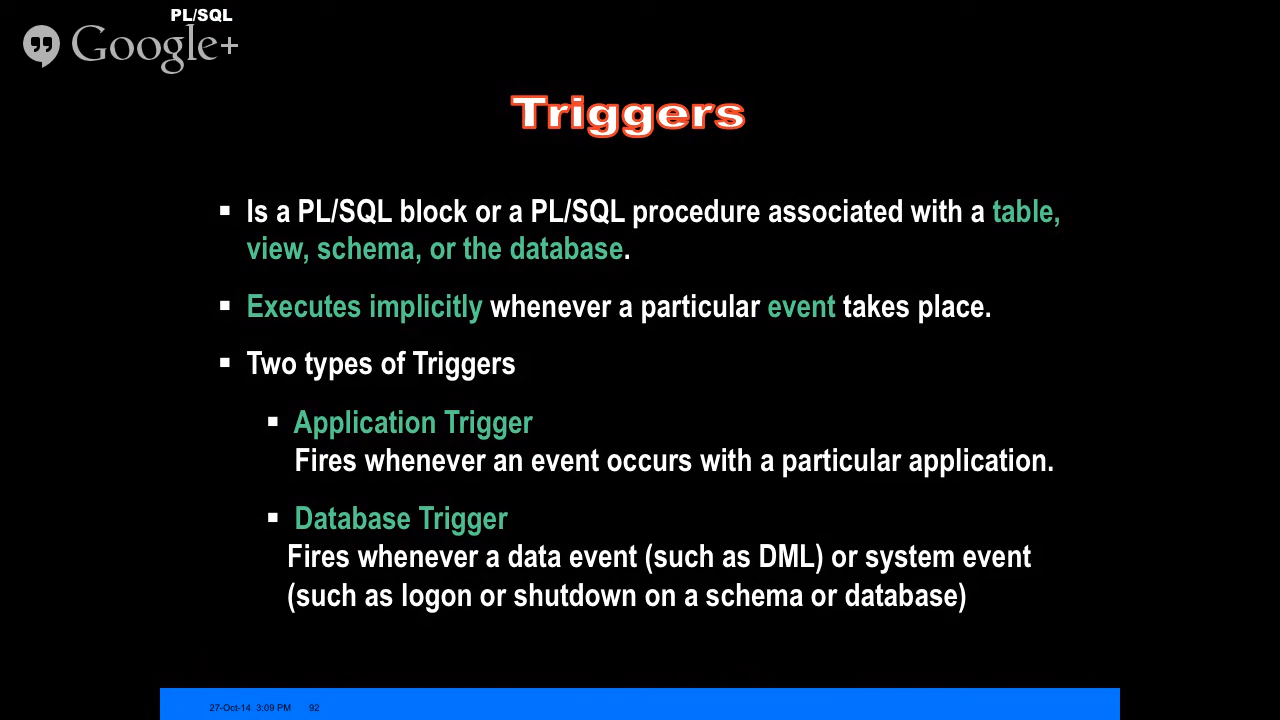 PL/SQL
Google+
Triggers
▪ Is a PL/SQL block or a PL/SQL procedure associated with a table,
view, schema, or the database.
▪ Executes implicitly whenever a particular event takes place.
▪ Two types of Triggers
▪ Application Trigger
Fires whenever an event occurs with a particular application.
▪ Database Trigger
Fires whenever a data event (such as DML) or system event
(such as logon or shutdown on a schema or database)
27-Oct-14 3:09 PM 92